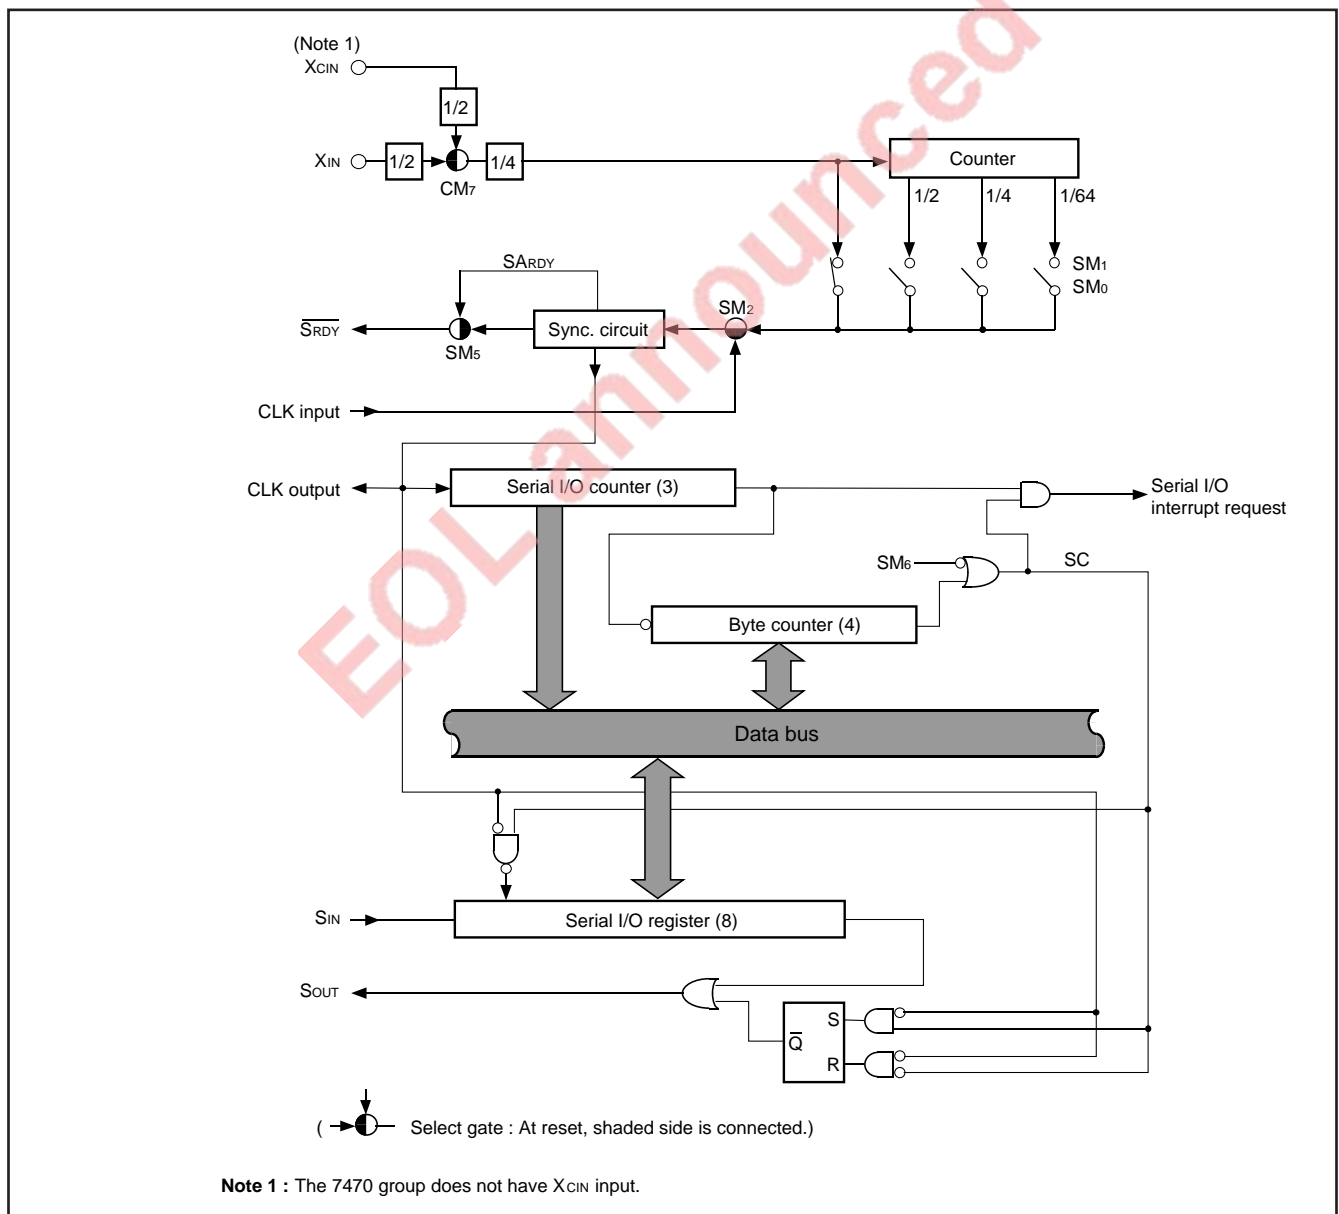 (Note 1)
XCIN
1/2
XIN
1/2
1/4
CM7
Counter
1/2
1/4
1/64
SM1
SM0
SARDY
SM2
SRDY
Sync. circuit
SM5
CLK input
CLK output
Serial I/O counter (3)
Serial I/O
interrupt request
SM6
SC
Byte counter (4)
Data bus
SIN
Serial I/O register (8)
SOUT
S
Q
R
( Select gate : At reset, shaded side is connected.)
Note 1 : The 7470 group does not have XCIN input.
EOL announced